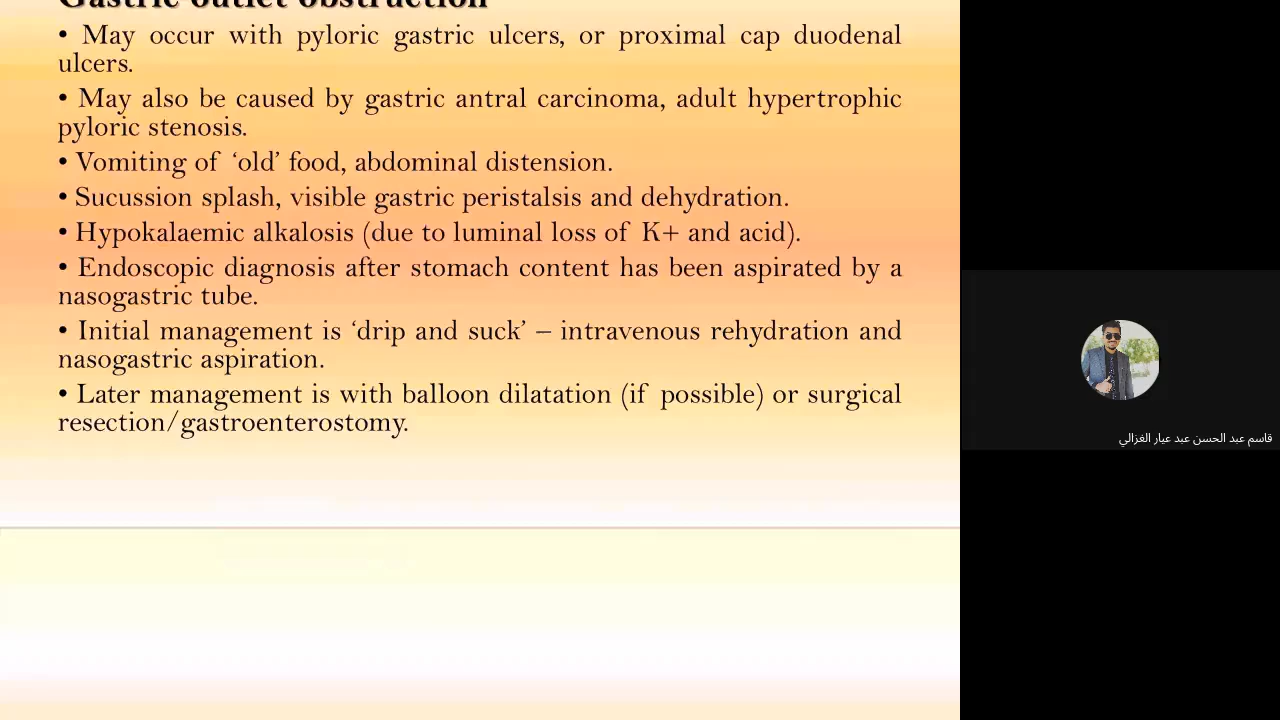 Gastric outlet obstruction
• May occur with pyloric gastric ulcers, or proximal cap duodenal
ulcers.
• May also be caused by gastric antral carcinoma, adult hypertrophic
pyloric stenosis.
• Vomiting of ‘old’ food, abdominal distension.
• Sucussion splash, visible gastric peristalsis and dehydration.
• Hypokalaemic alkalosis (due to luminal loss of K+ and acid).
• Endoscopic diagnosis after stomach content has been aspirated by a
nasogastric tube.
• Initial management is ‘drip and suck’ – intravenous rehydration and
nasogastric aspiration.
• Later management is with balloon dilatation (if possible) or surgical
resection/gastroenterostomy.
قاسم عبد الحسن عبد عيار الغزالي